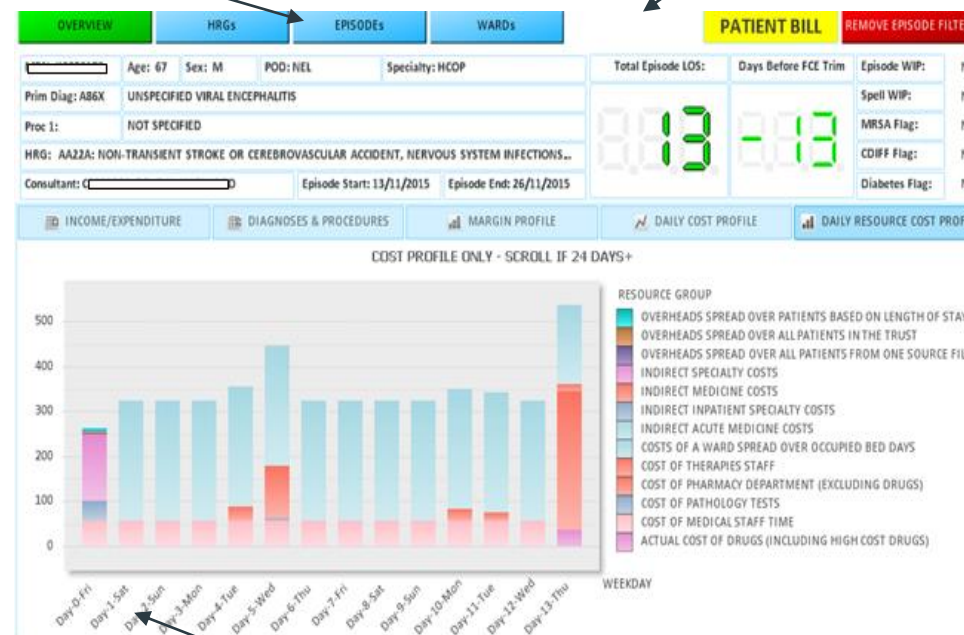 OVERVIEW HRGs EPISODEs WARDs PATIENT BILL REMOVE EPISODE FILTE
Age: 67 Sex: M POD: NEL Specialty: HCOP Total Episode LOS: Days Before FCE Trim Episode WIP:
Prim Diag: A86X UNSPECIFIED VIRAL ENCEPHALITIS Spell WIP:
Proc 1: NOT SPECIFIED 13 -13 MRSA Flag:
HRG: AA22A: NON-TRANSIENT STROKE OR CEREBROVASCULAR ACCIDENT, NERVOUS SYSTEM INFECTIONS... CDIFF Flag:
Consultant: Episode Start: 13/11/2015 Episode End: 26/11/2015 Diabetes Flag:
INCOME/EXPENDITURE DIAGNOSES & PROCEDURES MARGIN PROFILE DAILY COST PROFILE DAILY RESOURCE COST PROF
COST PROFILE ONLY - SCROLL IF 24 DAYS+
RESOURCE GROUP
OVERHEADS SPREAD OVER PATIENTS BASED ON LENGTH OF STA
OVERHEADS SPREAD OVER ALL PATIENTS IN THE TRUST
OVERHEADS SPREAD OVER ALL PATIENTS FROM ONE SOURCE FIL
INDIRECT SPECIALTY COSTS
INDIRECT MEDICINE COSTS
INDIRECT INPATIENT SPECIALTY COSTS
INDIRECT ACUTE MEDICINE COSTS
COSTS OF A WARD SPREAD OVER OCCUPIED BED DAYS
COST OF THERAPIES STAFF
COST OF PHARMACY DEPARTMENT (EXCLUDING DRUGS)
COST OF PATHOLOGY TESTS
COST OF MEDICAL STAFF TIME
ACTUAL COST OF DRUGS (INCLUDING HIGH COST DRUGS)
500
400
300
200
100
0
Day-0-Fri Day-1-Sat Day-2-Sun Day-3-Mon Day-4-Tue Day-5-Wed Day-6-Thu Day-7-Fri Day-8-Sat Day-9-Sun Day-10-Mon Day-11-Tue Day-12-Wed Day-13-Thu
WEEKDAY